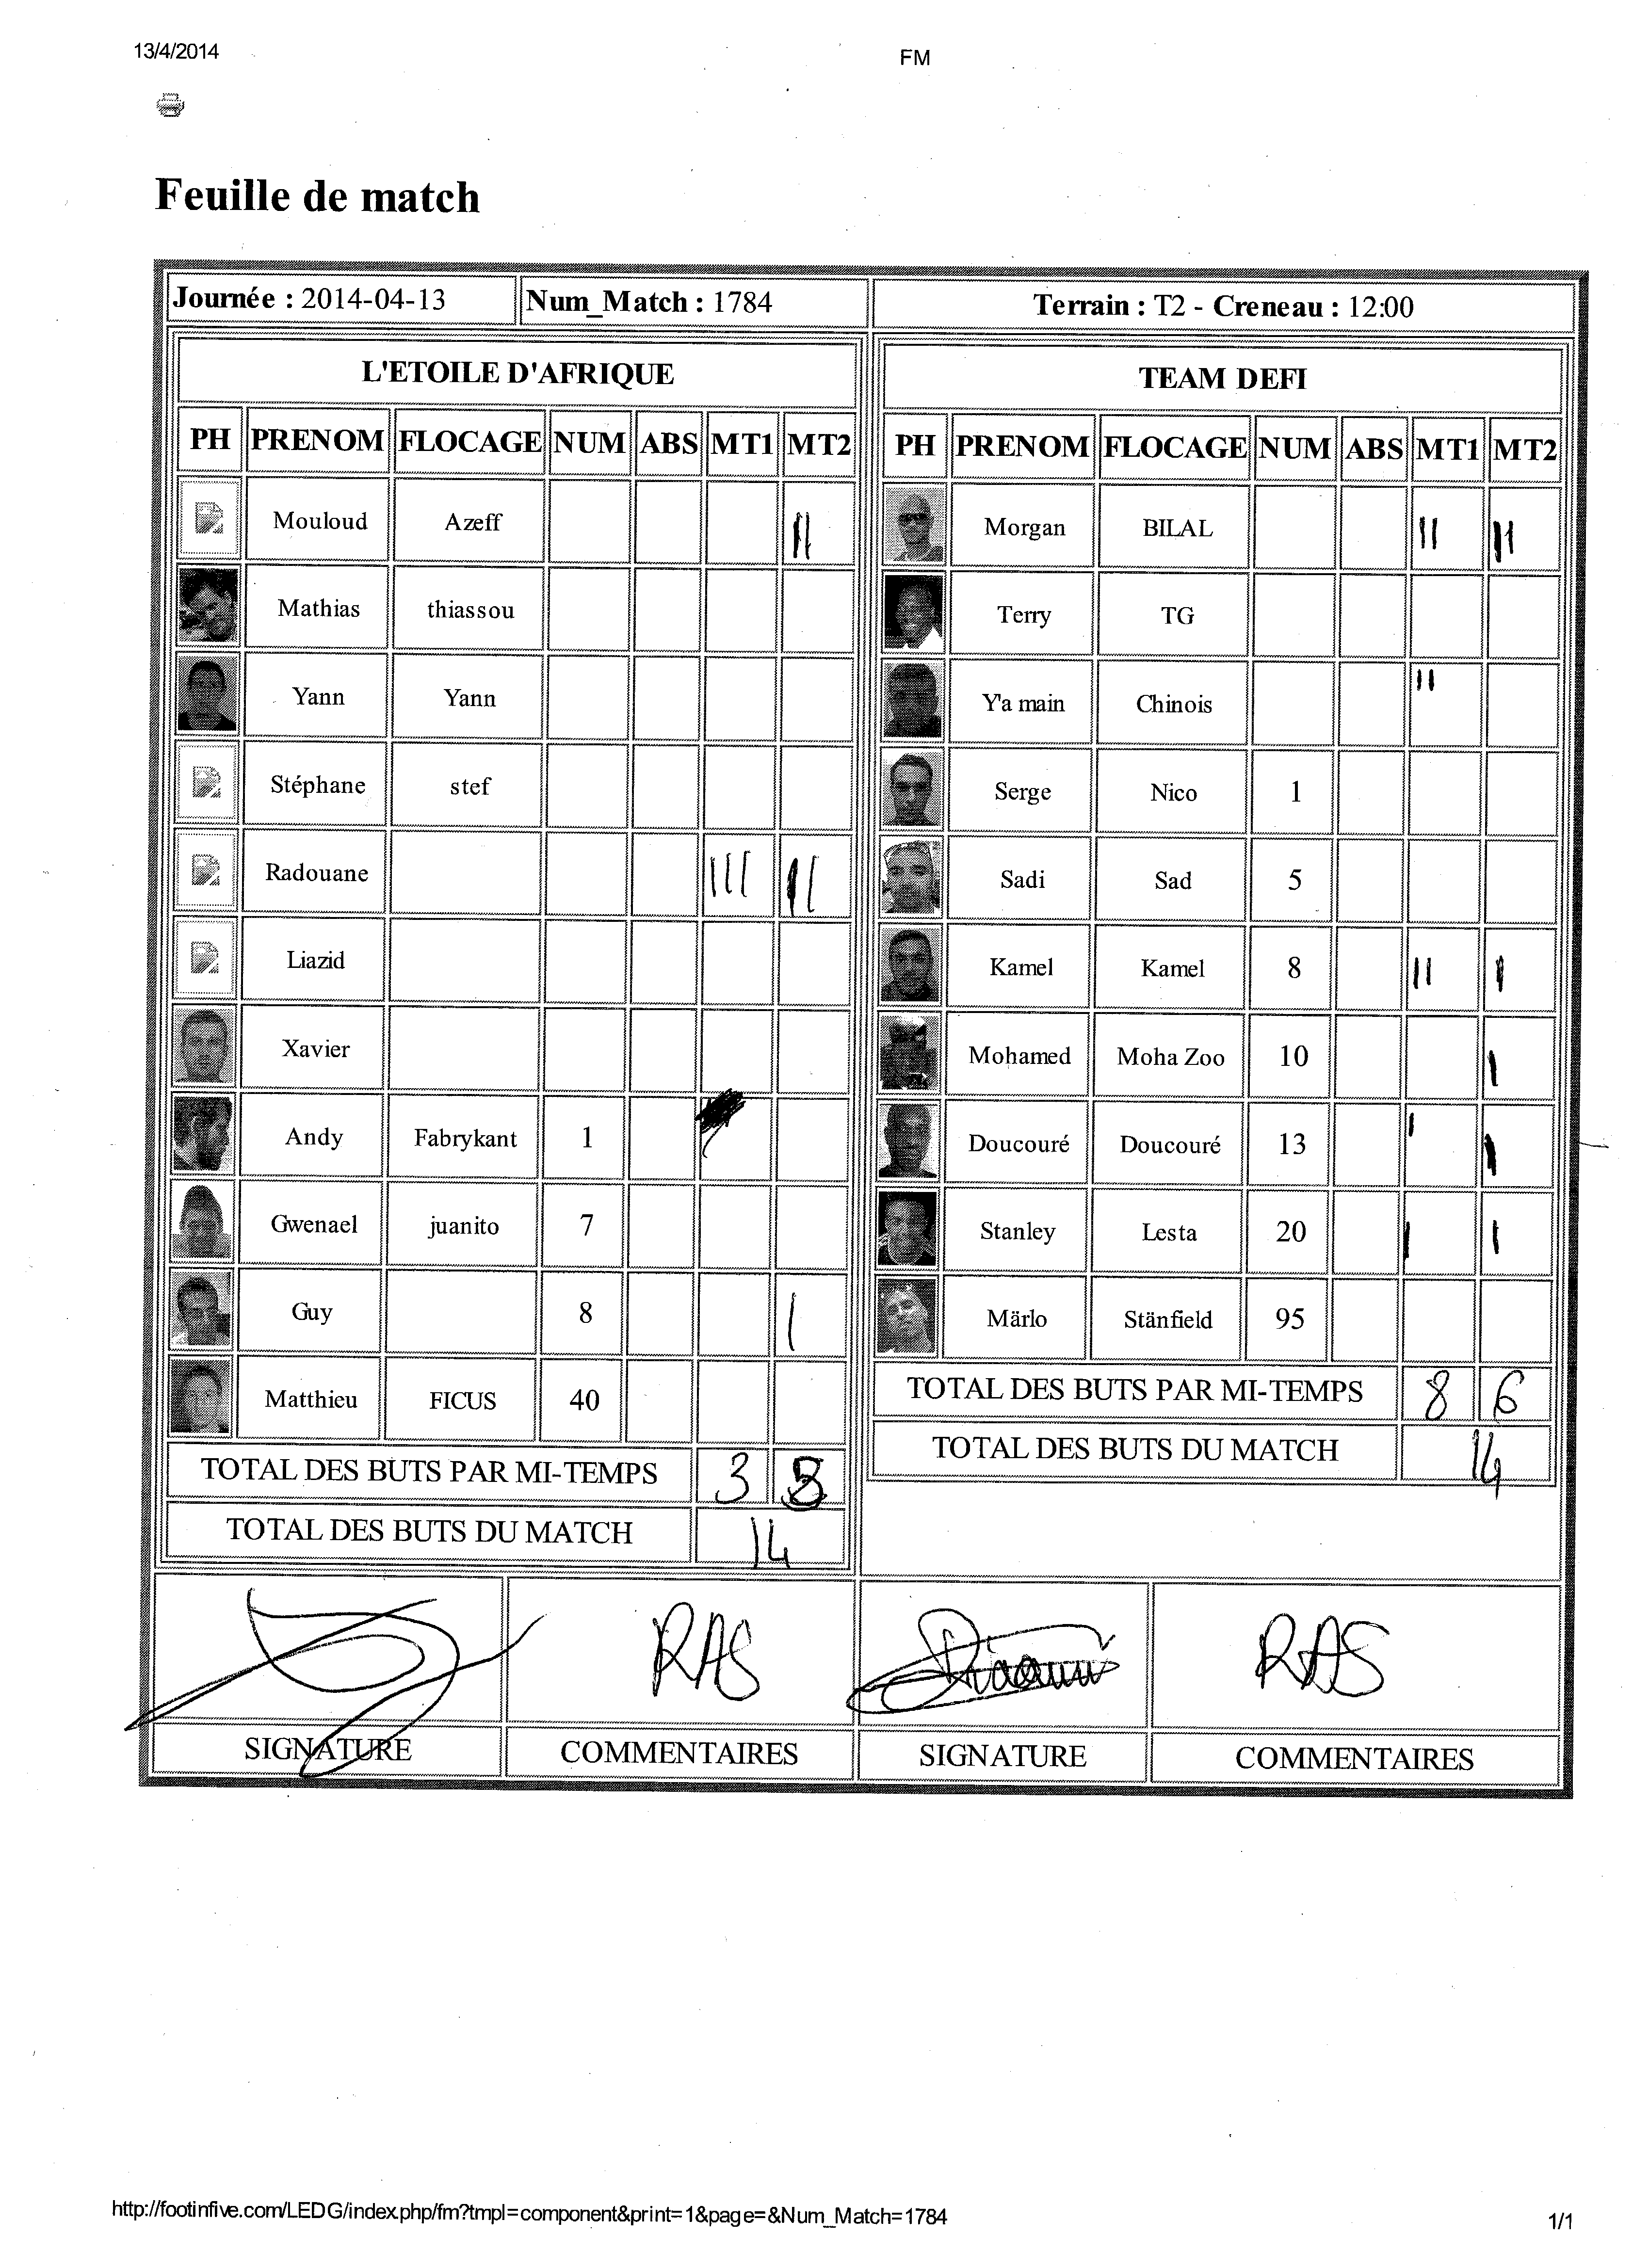 13/4/2014
FM
Feuille de match
Journée : 2014-04-13 Num_Match : 1784 Terrain : T2 - Creneau : 12:00
L'ETOILE D'AFRIQUE
PH PRENOM FLOCAGE NUM ABS MT1 MT2
Mouloud Azeff II
Mathias thiassou
Yann Yann
Stéphane stef
Radouane III II
Liazid
Xavier
Andy Fabrykant 1
Gwenael juanito 7
Guy 8 I
Matthieu FICUS 40
TOTAL DES BUTS PAR MI-TEMPS 3
TOTAL DES BUTS DU MATCH 14
TEAM DEFI
PH PRENOM FLOCAGE NUM ABS MT1 MT2
Morgan BILAL II II
Terry TG
Y'a main Chinois II
Serge Nico 1
Sadi Sad 5
Kamel Kamel 8 II I
Mohamed Moha Zoo 10 I
Doucouré Doucouré 13 I I
Stanley Lesta 20 I I
Märlo Stänfield 95
TOTAL DES BUTS PAR MI-TEMPS 8 6
TOTAL DES BUTS DU MATCH 14
RAS
RAS
SIGNATURE COMMENTAIRES SIGNATURE COMMENTAIRES
http://footinfive.com/LEDG/index.php/fm?tmpl=component&print=1&page=&Num_Match=1784
1/1